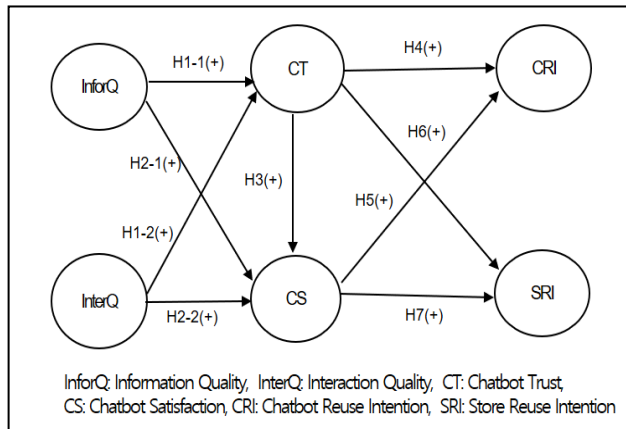 InforQ
H1-1(+)
CT
H4(+)
CRI
H6(+)
H2-1(+)
H3(+)
H5(+)
H1-2(+)
InterQ
H2-2(+)
CS
H7(+)
SRI
InforQ: Information Quality, InterQ: Interaction Quality, CT: Chatbot Trust,
CS: Chatbot Satisfaction, CRI: Chatbot Reuse Intention, SRI: Store Reuse Intention